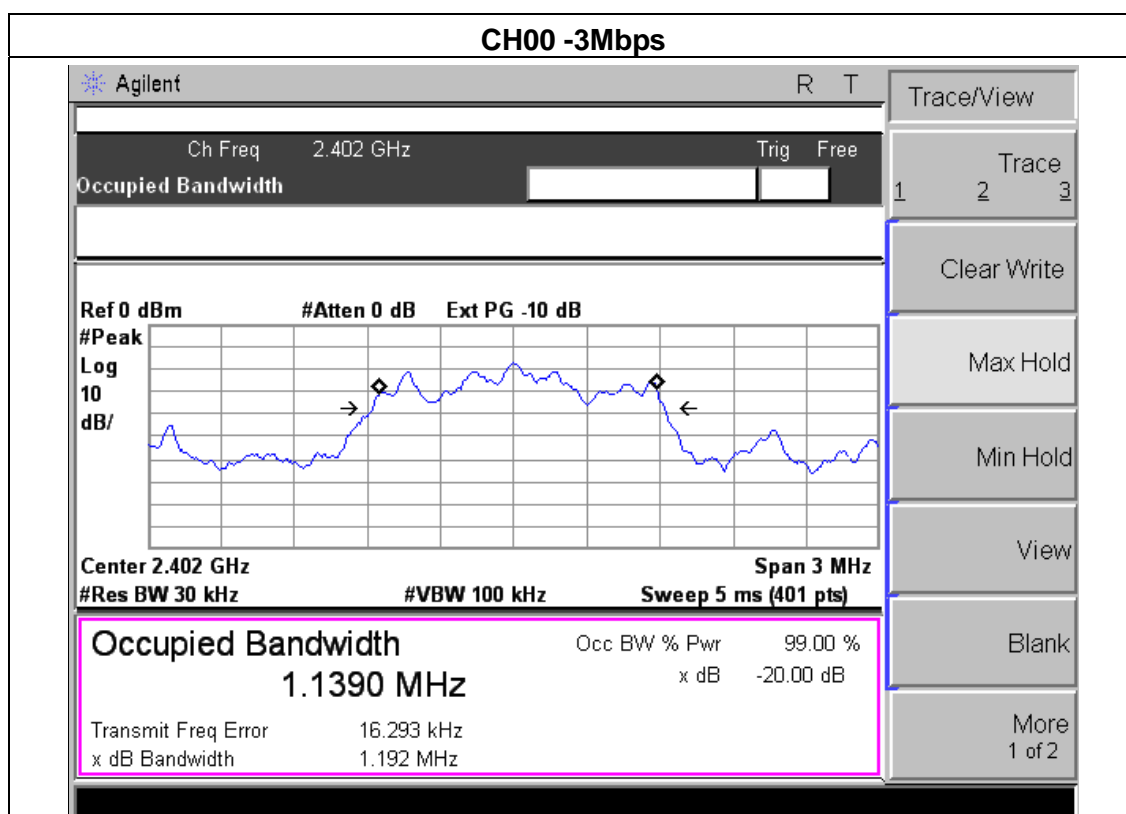 CH00 -3Mbps
Agilent R T
Ch Freq 2.402 GHz Trig Free
Occupied Bandwidth
Ref 0 dBm #Atten 0 dB Ext PG -10 dB
#Peak
Log
10
dB/
Center 2.402 GHz Span 3 MHz
#Res BW 30 kHz #VBW 100 kHz Sweep 5 ms (401 pts)
Occupied Bandwidth Occ BW % Pwr 99.00 %
1.1390 MHz x dB -20.00 dB
Transmit Freq Error 16.293 kHz
x dB Bandwidth 1.192 MHz
Trace/View
Trace
1 2 3
Clear Write
Max Hold
Min Hold
View
Blank
More
1 of 2